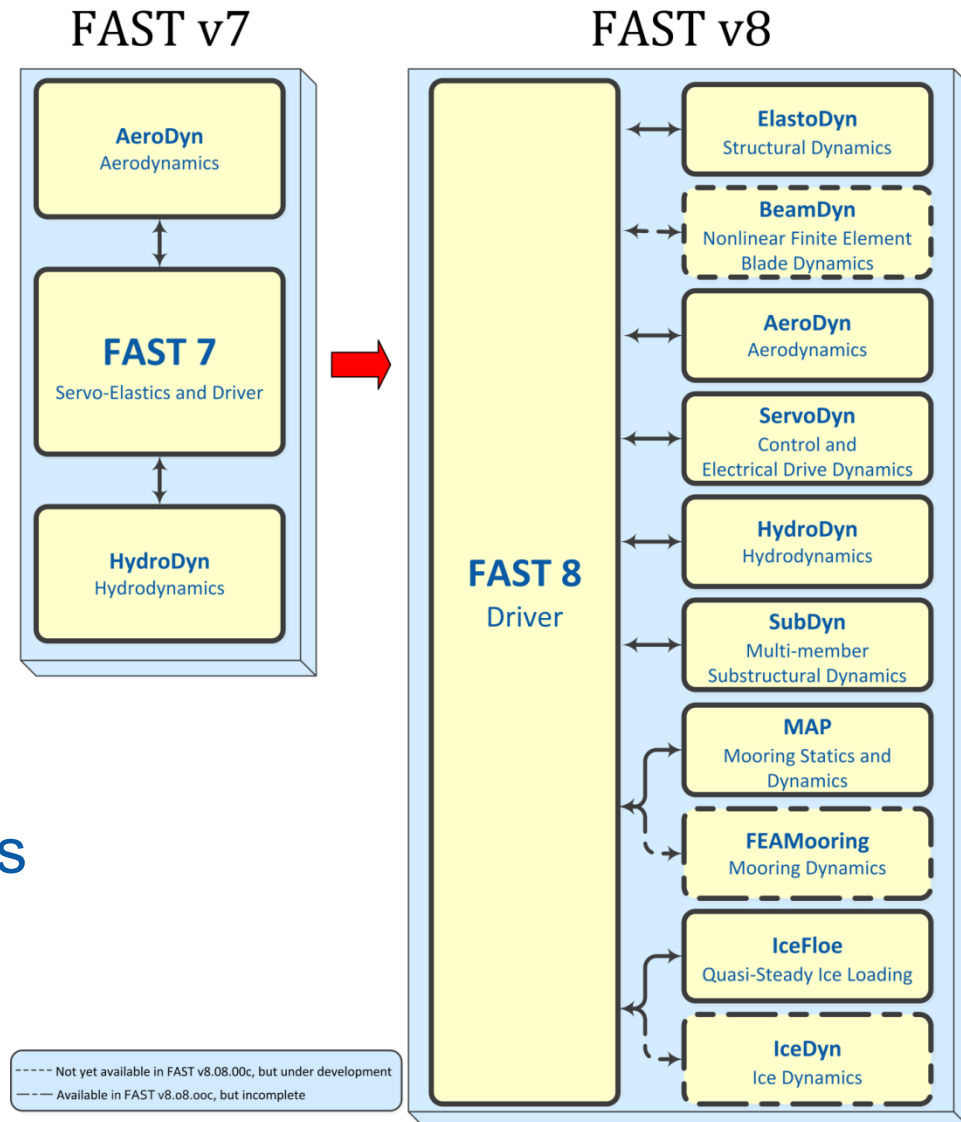 FAST v7
AeroDyn
Aerodynamics
FAST 7
Servo-Elastics and Driver
HydroDyn
Hydrodynamics
FAST v8
FAST 8
Driver
ElastoDyn
Structural Dynamics
BeamDyn
Nonlinear Finite Element
Blade Dynamics
AeroDyn
Aerodynamics
ServoDyn
Control and
Electrical Drive Dynamics
HydroDyn
Hydrodynamics
SubDyn
Multi-member
Substructural Dynamics
MAP
Mooring Statics and
Dynamics
FEAMooring
Mooring Dynamics
IceFloe
Quasi-Steady Ice Loading
IceDyn
Ice Dynamics
s
Not yet available in FAST v8.08.00c, but under development
Available in FAST v8.o8.ooc, but incomplete